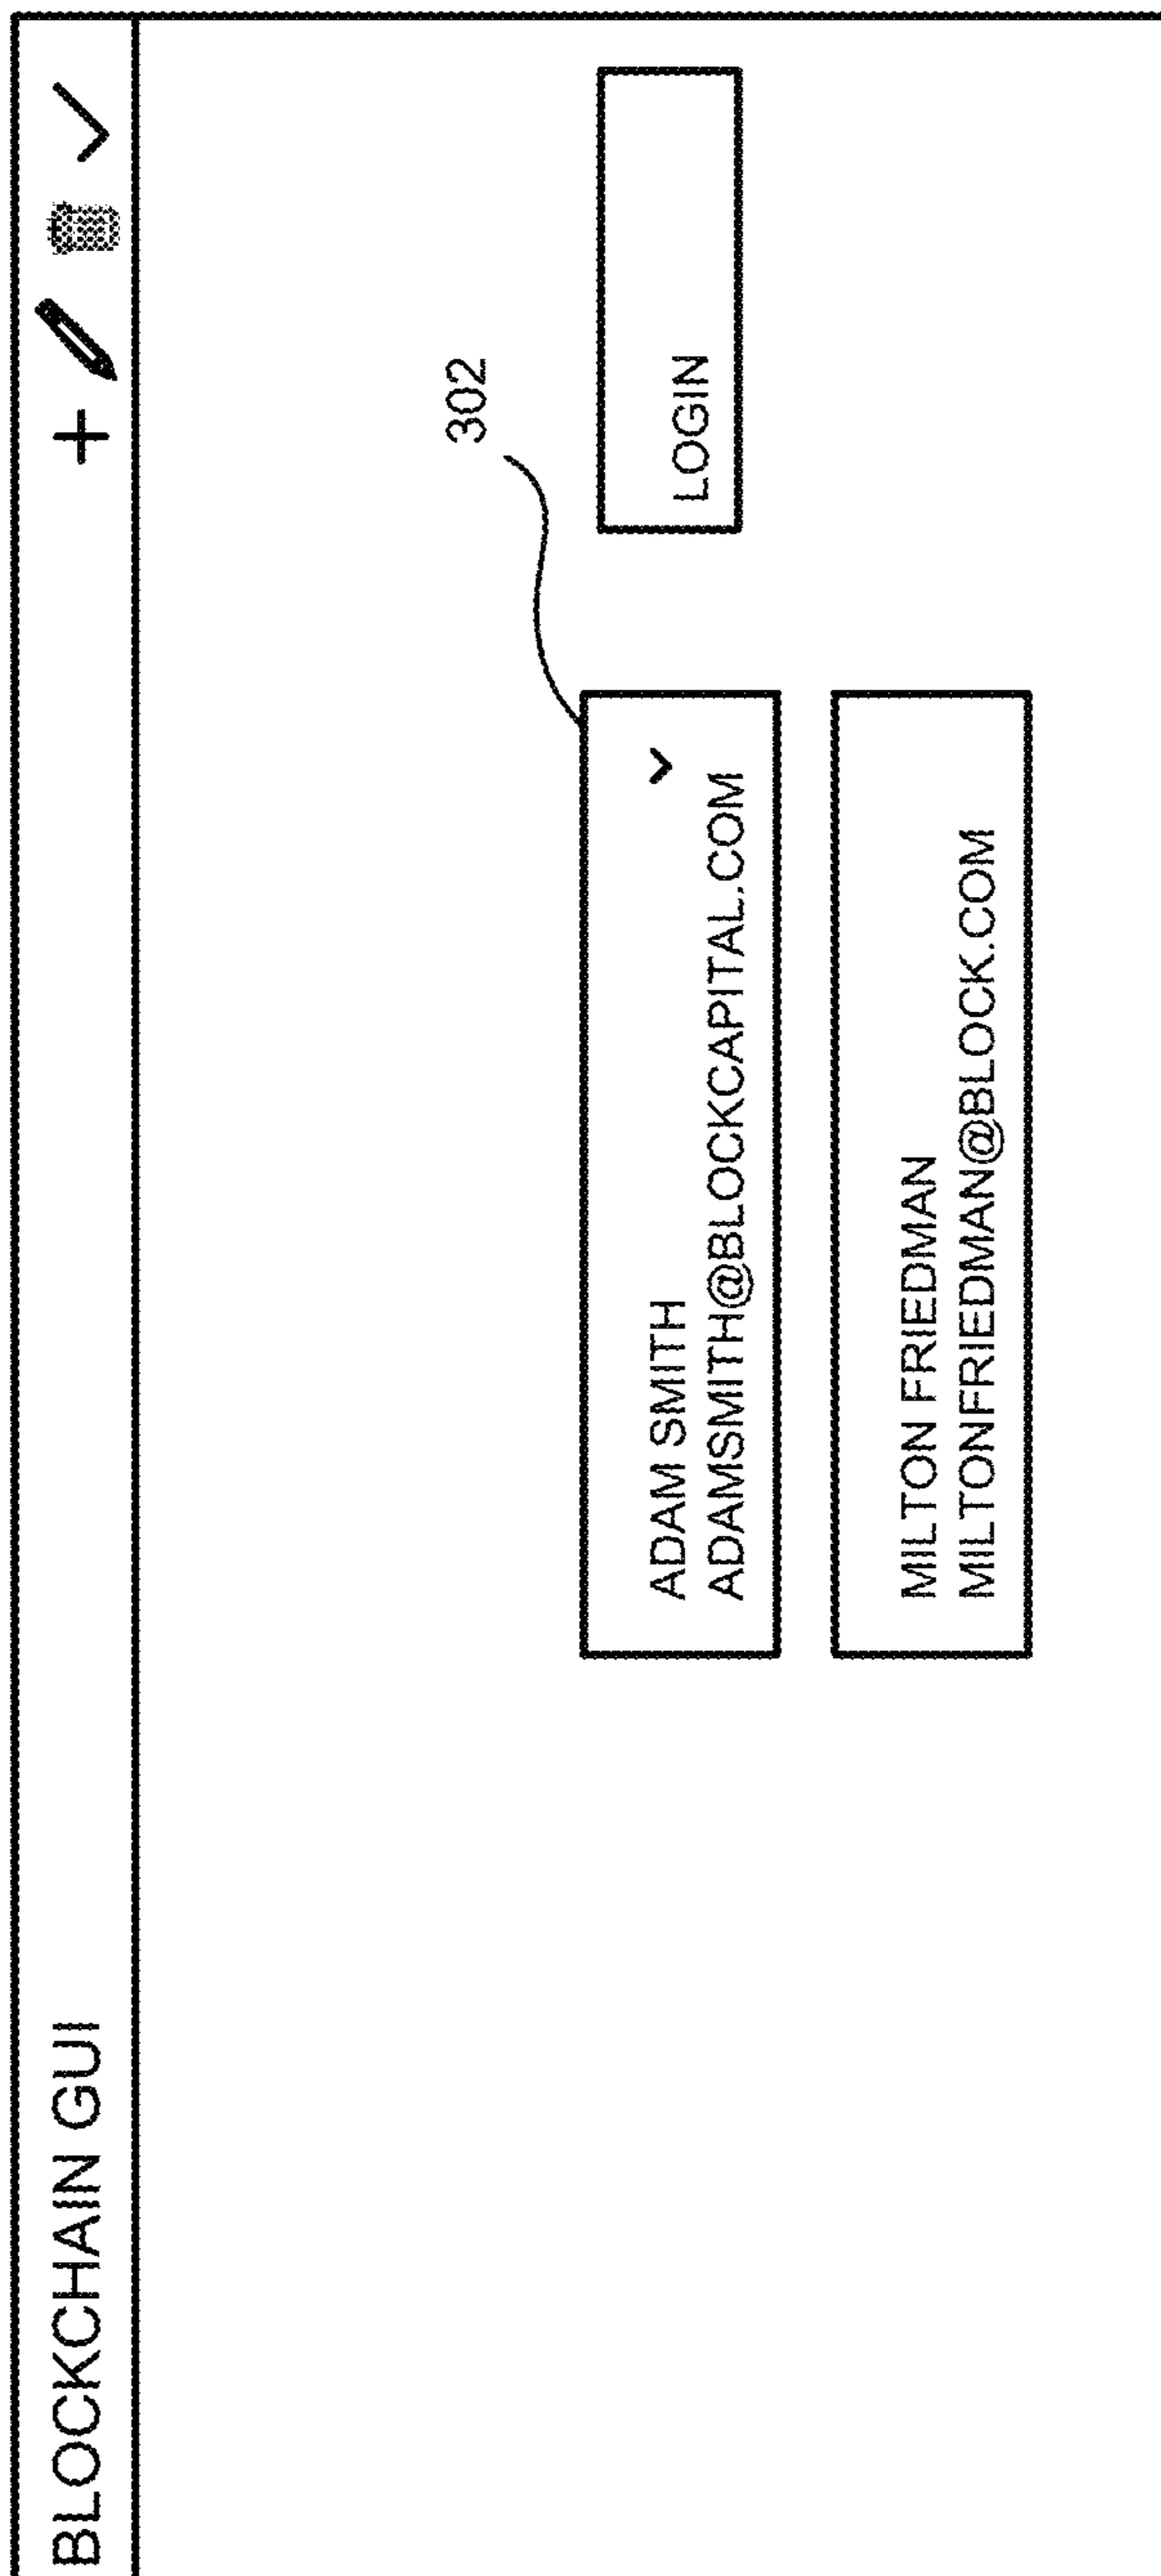 BLOCKCHAIN GUI
302
ADAM SMITH
ADAMSMITH@BLOCKCAPITAL.COM
LOGIN
MILTON FRIEDMAN
MILTONFRIEDMAN@BLOCK.COM